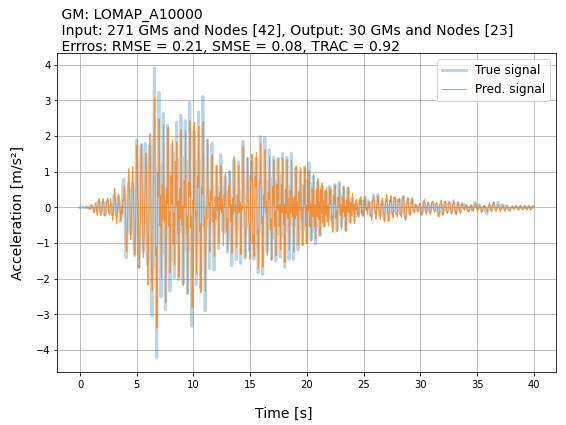 GM: LOMAP_A10000
Input: 271 GMs and Nodes [42], Output: 30 GMs and Nodes [23]
Errros: RMSE = 0.21, SMSE = 0.08, TRAC = 0.92
True signal
Pred. signal
4
3
2
1
0
−1
−2
−3
−4
Acceleration [m/s²]
0 5 10 15 20 25 30 35 40
Time [s]